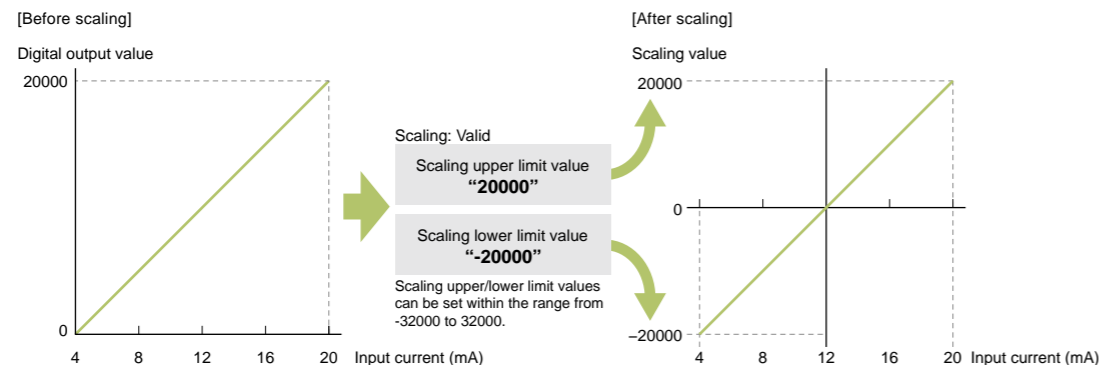 [Before scaling]
Digital output value
20000
0
4 8 12 16 20 Input current (mA)
Scaling: Valid
Scaling upper limit value
“20000”
Scaling lower limit value
“-20000”
Scaling upper/lower limit values
can be set within the range from
-32000 to 32000.
[After scaling]
Scaling value
20000
0
–20000
4 8 12 16 20 Input current (mA)